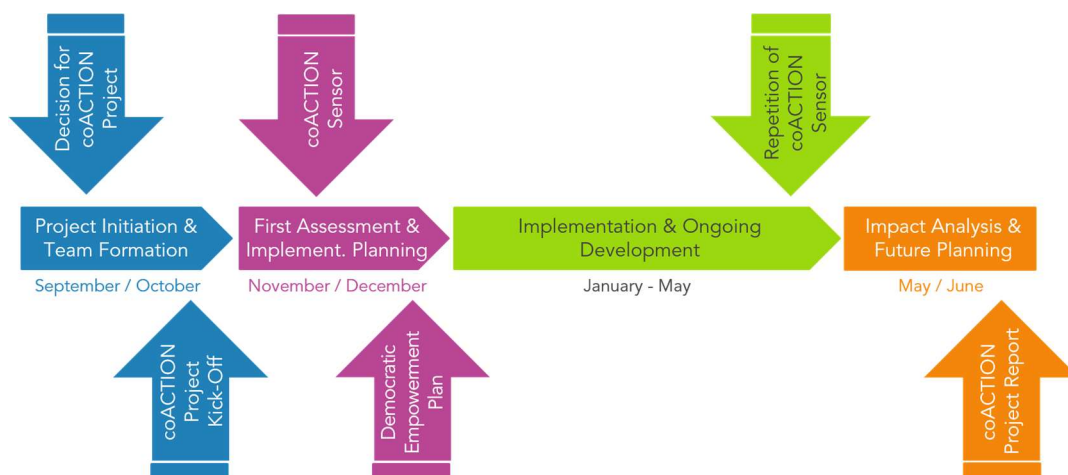 Decision for
coACTION
Project
coACTION
Sensor
Repetition of
coACTION
Sensor
Project Initiation &
Team Formation
First Assessment &
Implement. Planning
Implementation & Ongoing
Development
Impact Analysis &
Future Planning
September / October
November / December
January - May
May / June
coACTION
Project
Kick-Off
Democratic
Empowerment
Plan
coACTION
Project Report